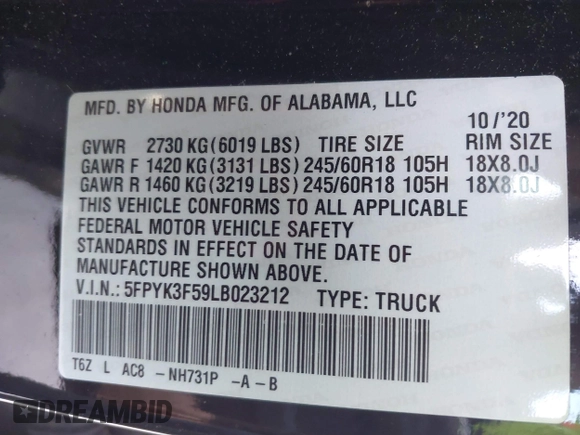 MFD. BY HONDA MFG. OF ALABAMA, LLC
10/'20
GVWR 2730 KG(6019 LBS) TIRE SIZE RIM SIZE
GAWR F 1420 KG(3131 LBS) 245/60R18 105H 18X8.0J
GAWR R 1460 KG(3219 LBS) 245/60R18 105H 18X8.0J
THIS VEHICLE CONFORMS TO ALL APPLICABLE
FEDERAL MOTOR VEHICLE SAFETY
STANDARDS IN EFFECT ON THE DATE OF
MANUFACTURE SHOWN ABOVE.
V.I.N.: 5FPYK3F59LB023212 TYPE: TRUCK
T6Z L AC8 -NH731P -A-B
DREAMBID